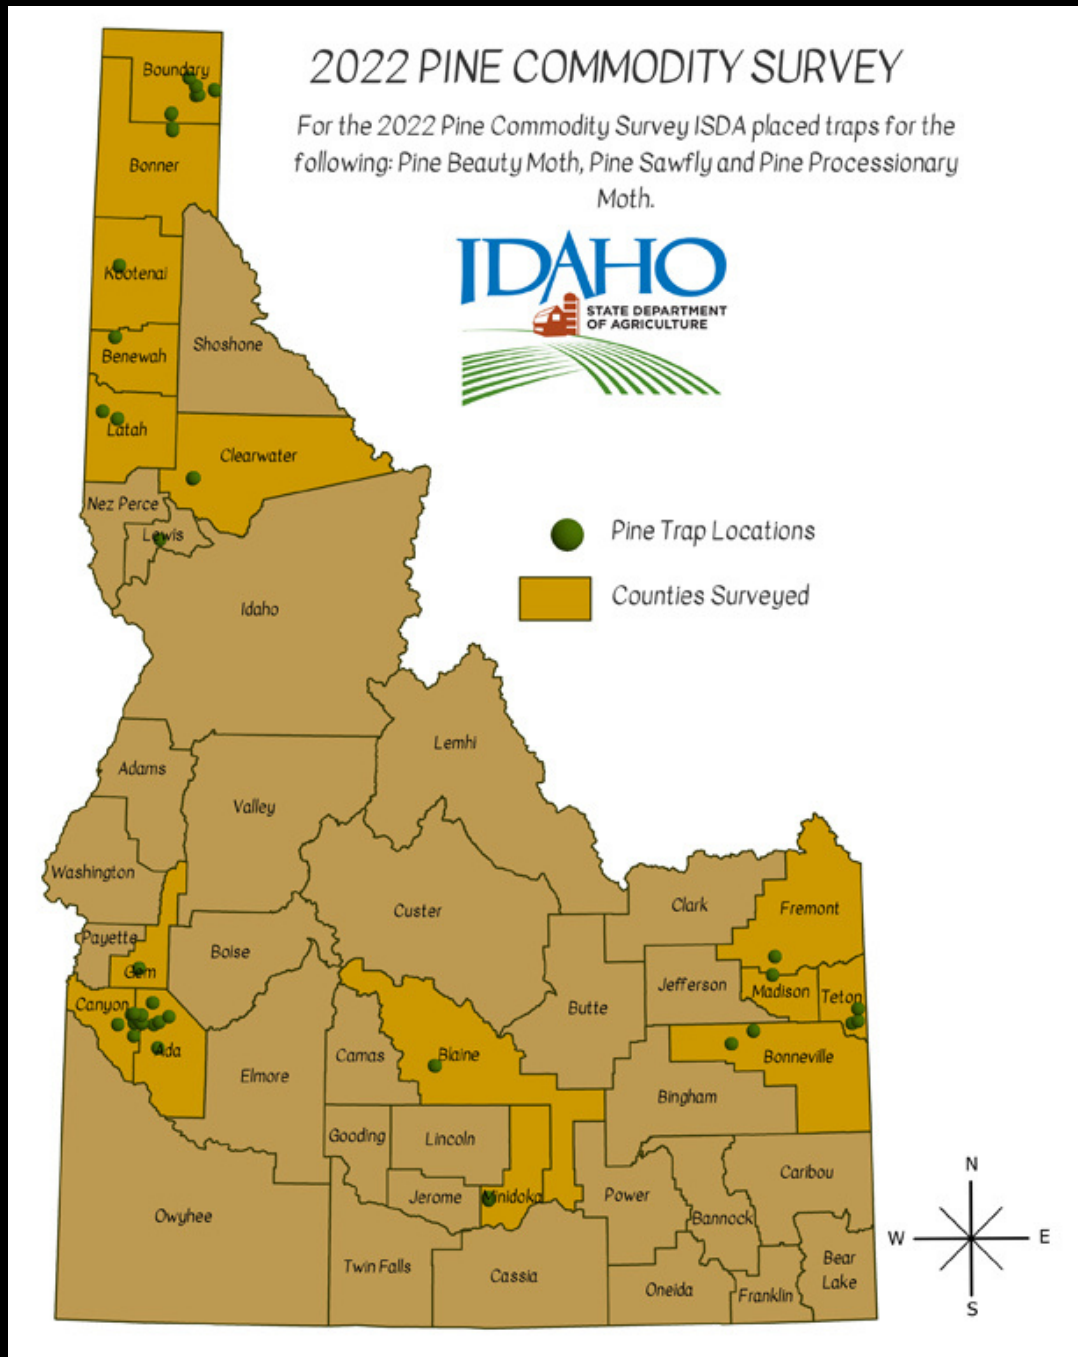 2022 PINE COMMODITY SURVEY
For the 2022 Pine Commodity Survey ISDA placed traps for the
following: Pine Beauty Moth, Pine Sawfly and Pine Processionary
Moth.
IDAHO
STATE DEPARTMENT
OF AGRICULTURE
Boundary
Bonner
Kootenai
Shoshone
Benewah
Latah
Clearwater
Nez Perce
Lewis
Pine Trap Locations
Counties Surveyed
Idaho
Lemhi
Adams
Valley
Washington
Custer
Clark
Fremont
Payette
Boise
Gem
Jefferson
Madison
Teton
Canyon
Butte
Ada
Camas
Blaine
Bonneville
Elmore
Bingham
Gooding
Lincoln
Caribou
N
Jerome
Minidoka
Power
Owyhee
Bannock
W
E
Twin Falls
Cassia
Bear
Lake
Oneida
Franklin
S